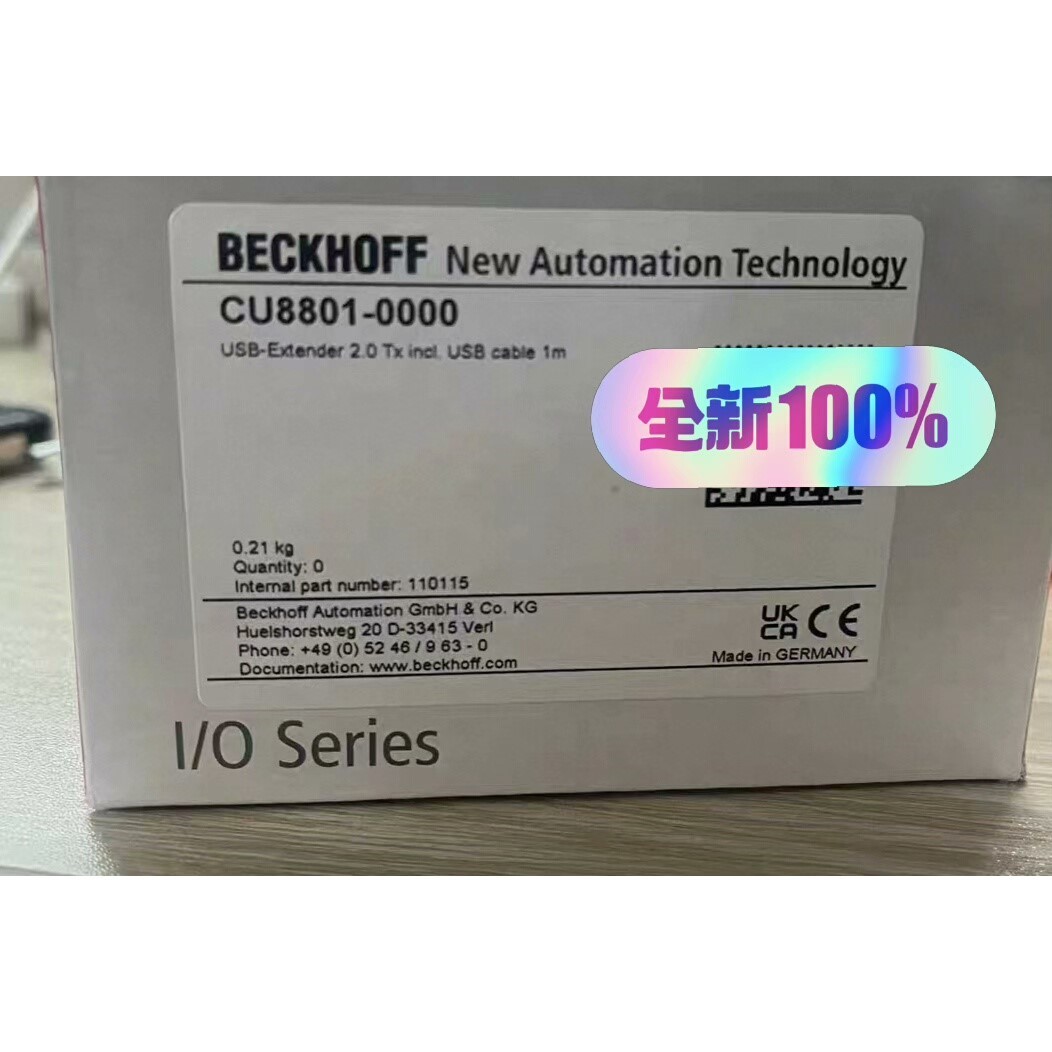 BECKHOFF New Automation Technology
CU8801-0000
USB-Extender 2.0 Tx incl. USB cable 1m
全新100%
0.21 kg
Quantity: 0
Internal part number: 110115
Beckhoff Automation GmbH & Co. KG
Huelshorstweg 20 D-33415 Verl
Phone: +49 (0) 52 46 / 9 63 - 0
Documentation: www.beckhoff.com
UK
CA CE
Made in GERMANY
I/O Series